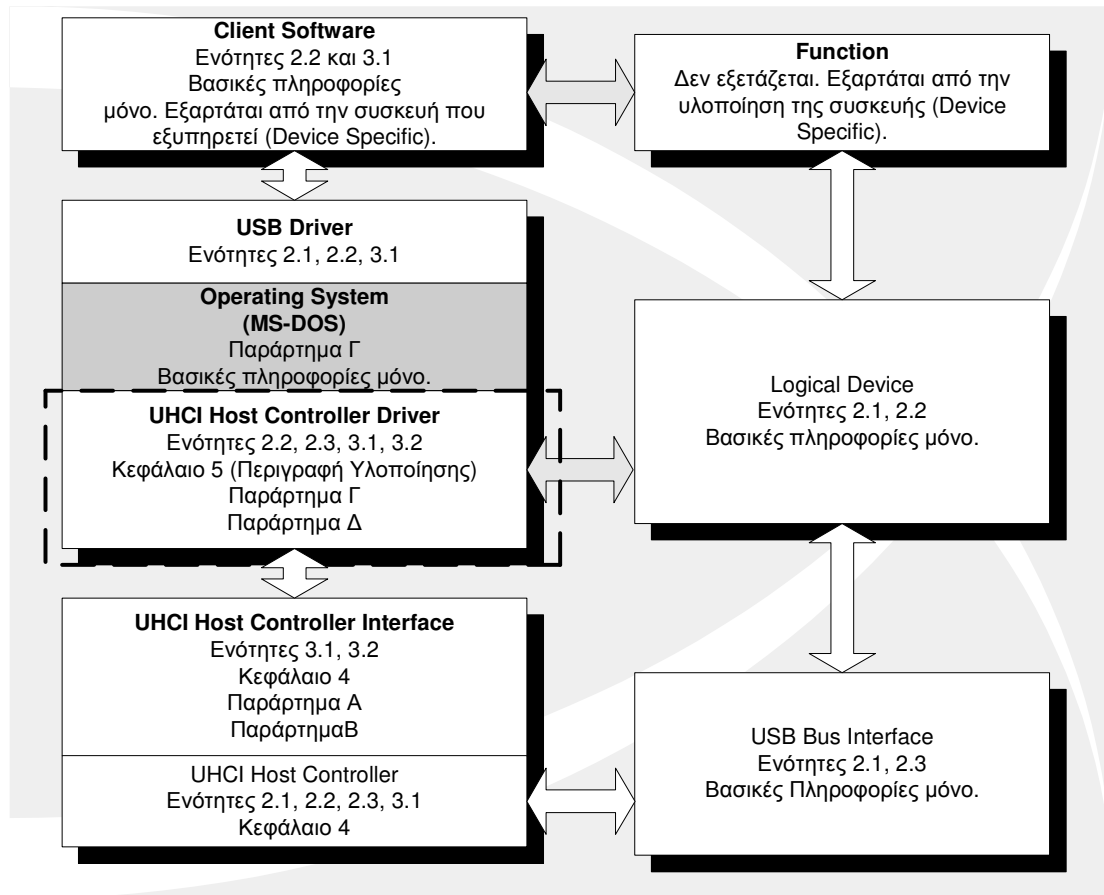 Client Software
Ενότητες 2.2 και 3.1
Βασικές πληροφορίες
μόνο. Εξαρτάται από την συσκευή που
εξυπηρετεί (Device Specific).
Function
Δεν εξετάζεται. Εξαρτάται από την
υλοποίηση της συσκευής (Device
Specific).
USB Driver
Ενότητες 2.1, 2.2, 3.1
Operating System
(MS-DOS)
Παράρτημα Γ
Βασικές πληροφορίες μόνο.
UHCI Host Controller Driver
Ενότητες 2.2, 2.3, 3.1, 3.2
Κεφάλαιο 5 (Περιγραφή Υλοποίησης)
Παράρτημα Γ
Παράρτημα Δ
Logical Device
Ενότητες 2.1, 2.2
Βασικές πληροφορίες μόνο.
UHCI Host Controller Interface
Ενότητες 3.1, 3.2
Κεφάλαιο 4
Παράρτημα Α
ΠαράρτημαΒ
UHCI Host Controller
Ενότητες 2.1, 2.2, 2.3, 3.1
Κεφάλαιο 4
USB Bus Interface
Ενότητες 2.1, 2.3
Βασικές Πληροφορίες μόνο.